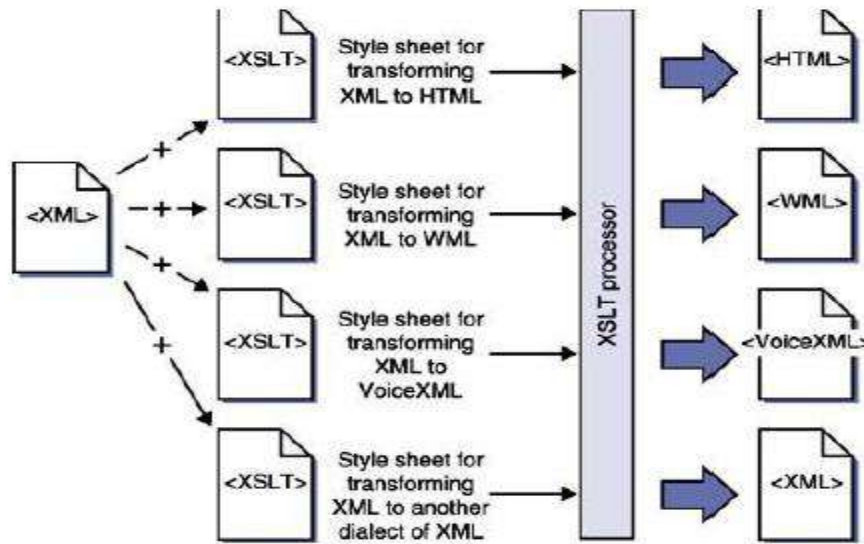 <XSLT>
Style sheet for
transforming
XML to HTML
<HTML>
<XML>
+
+
+
+
<XSLT>
Style sheet for
transforming
XML to WML
<WML>
XSLT processor
<XSLT>
Style sheet for
transforming
XML to
VoiceXML
<VoiceXML>
<XSLT>
Style sheet for
transforming
XML to another
dialect of XML
<XML>